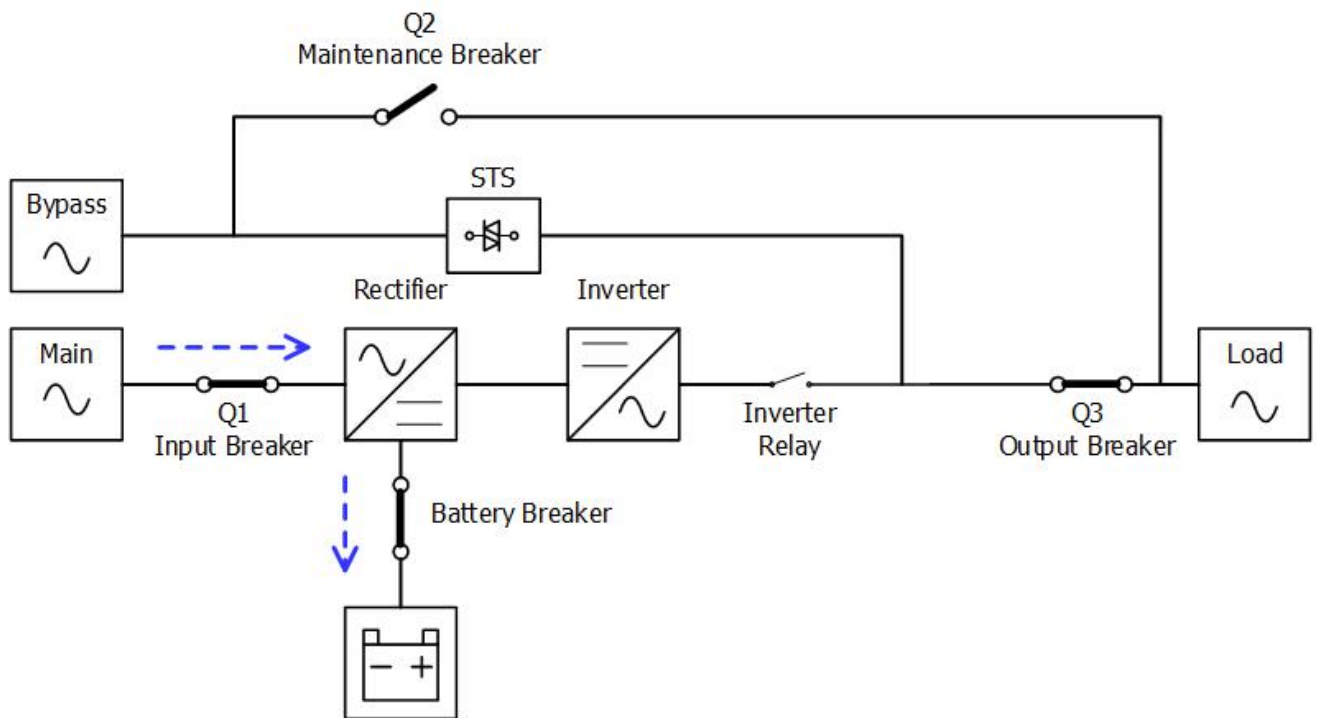 Q2
Maintenance Breaker
Bypass
STS
Rectifier
Inverter
Main
Load
Q1
Input Breaker
Inverter
Relay
Q3
Output Breaker
Battery Breaker